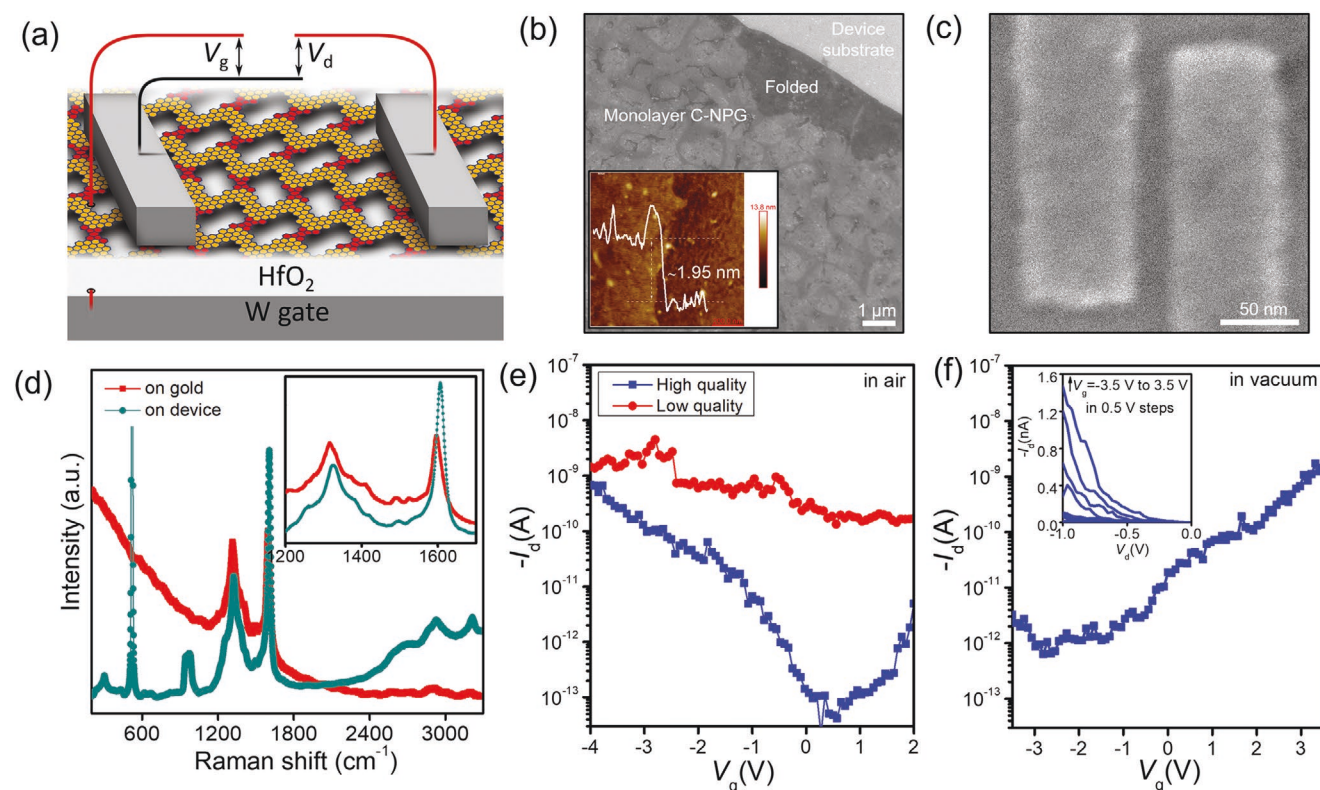 (a)
V_g
V_d
HfO₂
W gate
(b)
Device
substrate
Folded
Monolayer C-NPG
13.8 nm
~1.95 nm
1 μm
(c)
50 nm
(d)
on gold
on device
Intensity (a.u.)
1200 1400 1600
600 1200 1800 2400 3000
Raman shift (cm⁻¹)
(e)
High quality
Low quality
in air
-I_d(A)
10⁻⁷
10⁻⁸
10⁻⁹
10⁻¹⁰
10⁻¹¹
10⁻¹²
10⁻¹³
-4 -3 -2 -1 0 1 2
V_g(V)
(f)
in vacuum
V_g =-3.5 V to 3.5 V
in 0.5 V steps
-I_d(nA)
1.6
1.2
0.8
0.4
0.0
-1.0 -0.5 0.0
V_d(V)
-I_d(A)
10⁻⁷
10⁻⁸
10⁻⁹
10⁻¹⁰
10⁻¹¹
10⁻¹²
10⁻¹³
-3 -2 -1 0 1 2 3
V_g(V)